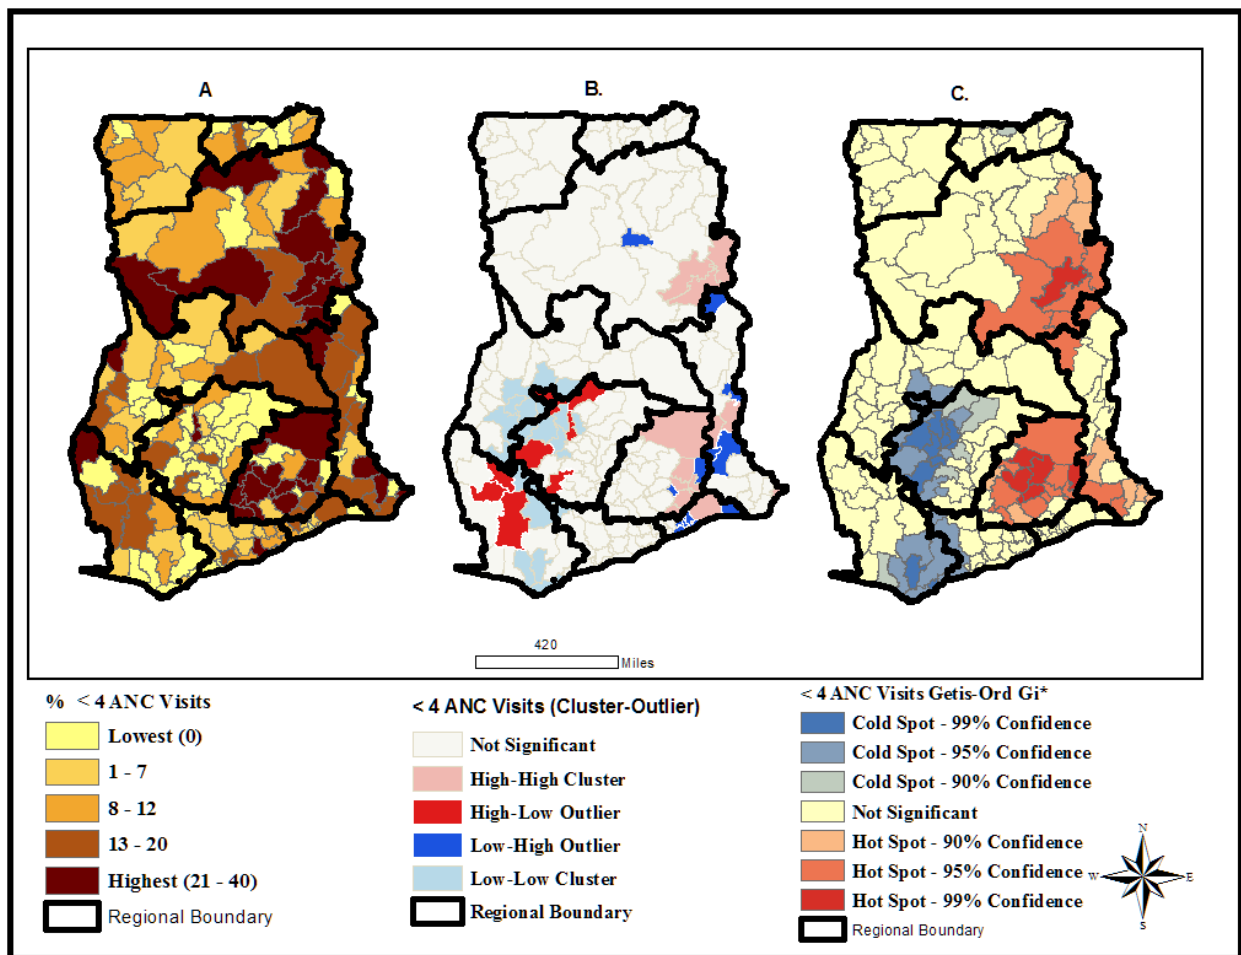 A
B.
C.
420
Miles
% < 4 ANC Visits
Lowest (0)
1 - 7
8 - 12
13 - 20
Highest (21 - 40)
Regional Boundary
< 4 ANC Visits (Cluster-Outlier)
Not Significant
High-High Cluster
High-Low Outlier
Low-High Outlier
Low-Low Cluster
Regional Boundary
< 4 ANC Visits Getis-Ord Gi*
Cold Spot - 99% Confidence
Cold Spot - 95% Confidence
Cold Spot - 90% Confidence
Not Significant
Hot Spot - 90% Confidence
Hot Spot - 95% Confidence
Hot Spot - 99% Confidence
Regional Boundary
N
W
E
S